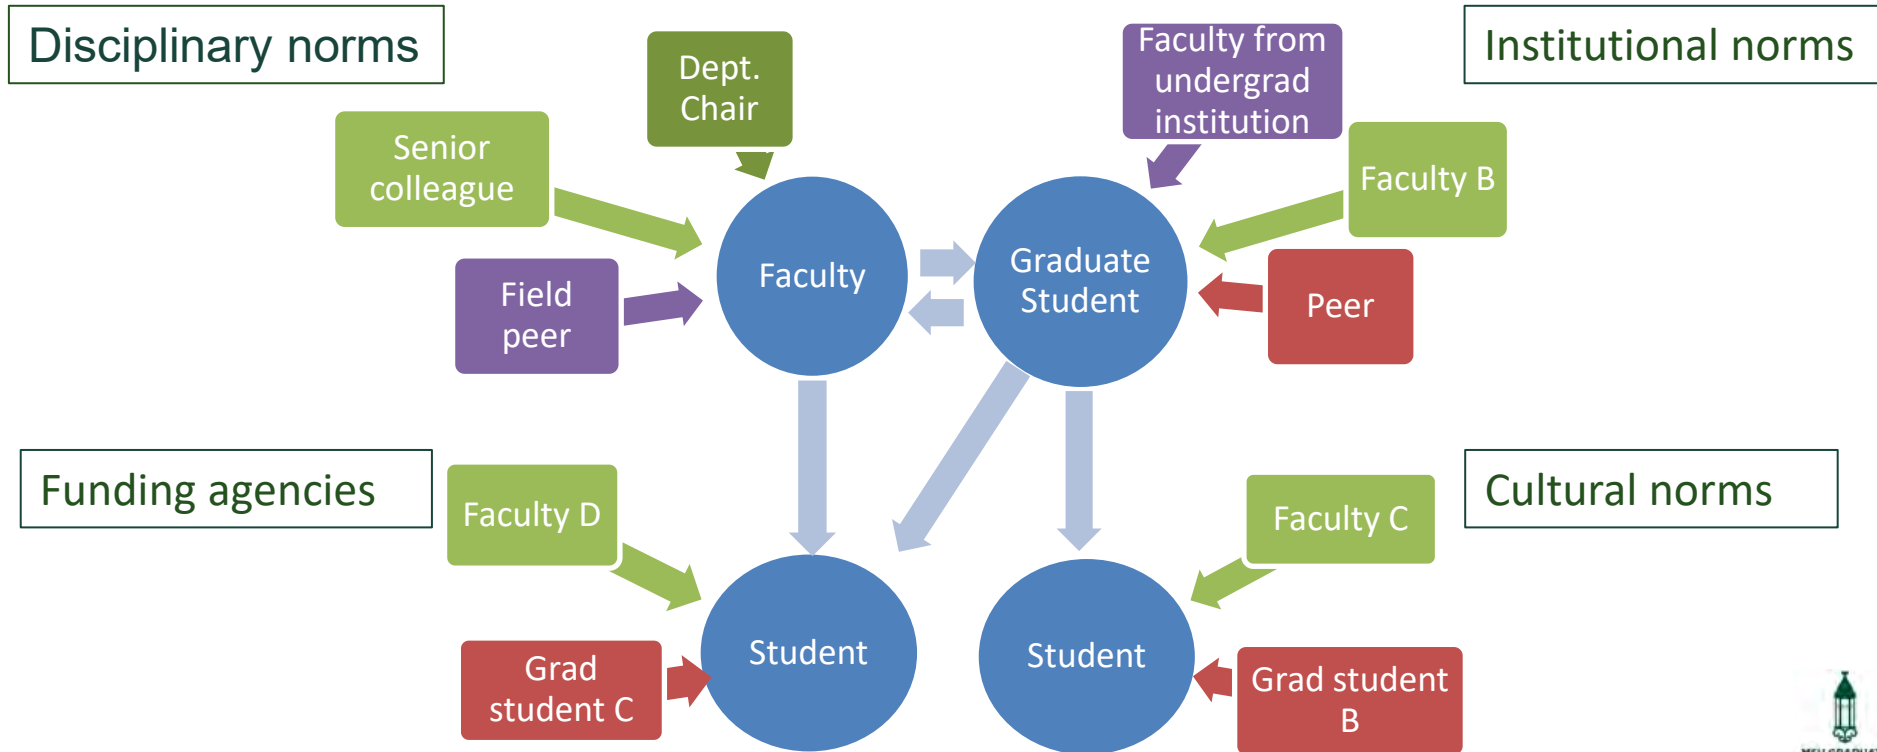 Disciplinary norms
Dept.
Chair
Faculty from
undergrad
institution
Institutional norms
Senior
colleague
Faculty B
Field
peer
Faculty
Graduate
Student
Peer
Funding agencies
Faculty D
Faculty C
Cultural norms
Grad
student C
Student
Student
Grad student
B